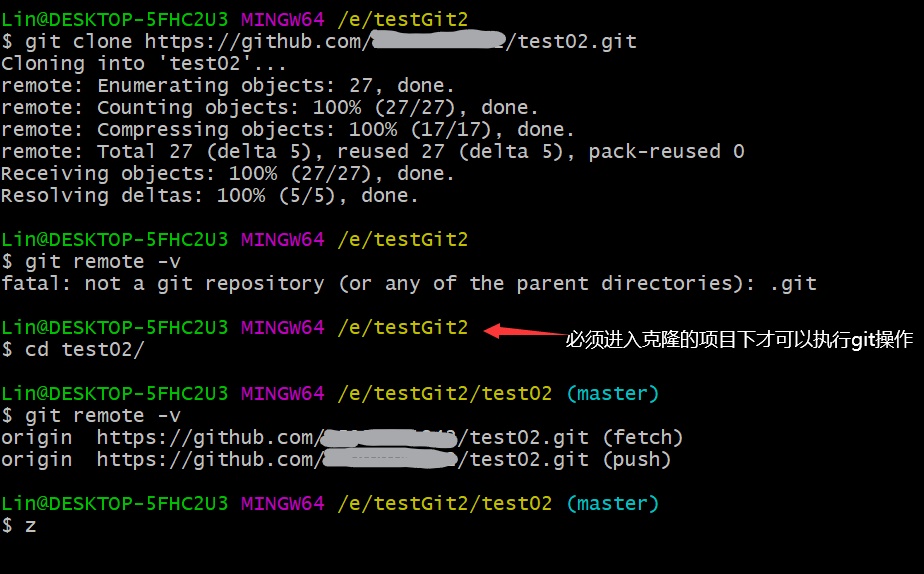 Lin@DESKTOP-5FHC2U3 MINGW64 /e/testGit2
$ git clone https://github.com/ /test02.git
Cloning into 'test02'...
remote: Enumerating objects: 27, done.
remote: Counting objects: 100% (27/27), done.
remote: Compressing objects: 100% (17/17), done.
remote: Total 27 (delta 5), reused 27 (delta 5), pack-reused 0
Receiving objects: 100% (27/27), done.
Resolving deltas: 100% (5/5), done.
Lin@DESKTOP-5FHC2U3 MINGW64 /e/testGit2
$ git remote -v
fatal: not a git repository (or any of the parent directories): .git
Lin@DESKTOP-5FHC2U3 MINGW64 /e/testGit2
必须进入克隆的项目下才可以执行git操作
$ cd test02/
Lin@DESKTOP-5FHC2U3 MINGW64 /e/testGit2/test02 (master)
$ git remote -v
origin https://github.com/ /test02.git (fetch)
origin https://github.com/ /test02.git (push)
Lin@DESKTOP-5FHC2U3 MINGW64 /e/testGit2/test02 (master)
$ z